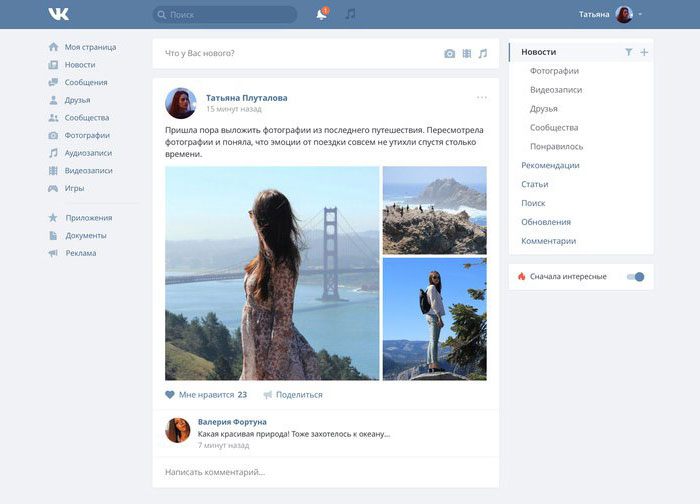 VK
Поиск
1
Татьяна
Моя страница
Новости
Сообщения
Друзья
Сообщества
Фотографии
Аудиозаписи
Видеозаписи
Игры
Приложения
Документы
Реклама
Что у Вас нового?
Татьяна Плуталова
15 минут назад
Пришла пора выложить фотографии из последнего путешествия. Пересмотрела
фотографии и поняла, что эмоции от поездки совсем не утихли спустя столько
времени.
Мне нравится 23
Поделиться
Валерия Фортуна
Какая красивая природа! Тоже захотелось к океану...
7 минут назад
Написать комментарий...
Новости
Фотографии
Видеозаписи
Друзья
Сообщества
Понравилось
Рекомендации
Статьи
Поиск
Обновления
Комментарии
Сначала интересные